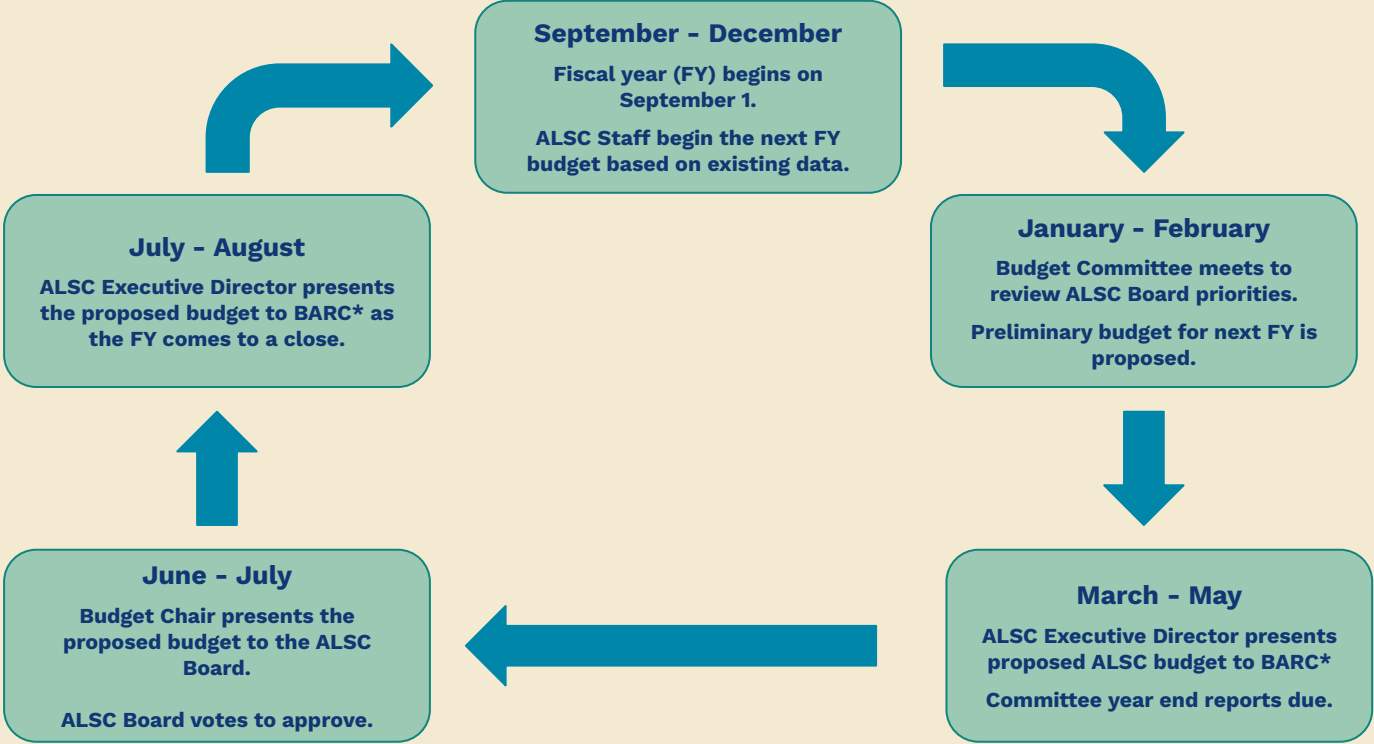 September - December
Fiscal year (FY) begins on
September 1.
ALSC Staff begin the next FY
budget based on existing data.
January - February
Budget Committee meets to
review ALSC Board priorities.
Preliminary budget for next FY is
proposed.
March - May
ALSC Executive Director presents
proposed ALSC budget to BARC*
Committee year end reports due.
June - July
Budget Chair presents the
proposed budget to the ALSC
Board.
ALSC Board votes to approve.
July - August
ALSC Executive Director presents
the proposed budget to BARC* as
the FY comes to a close.